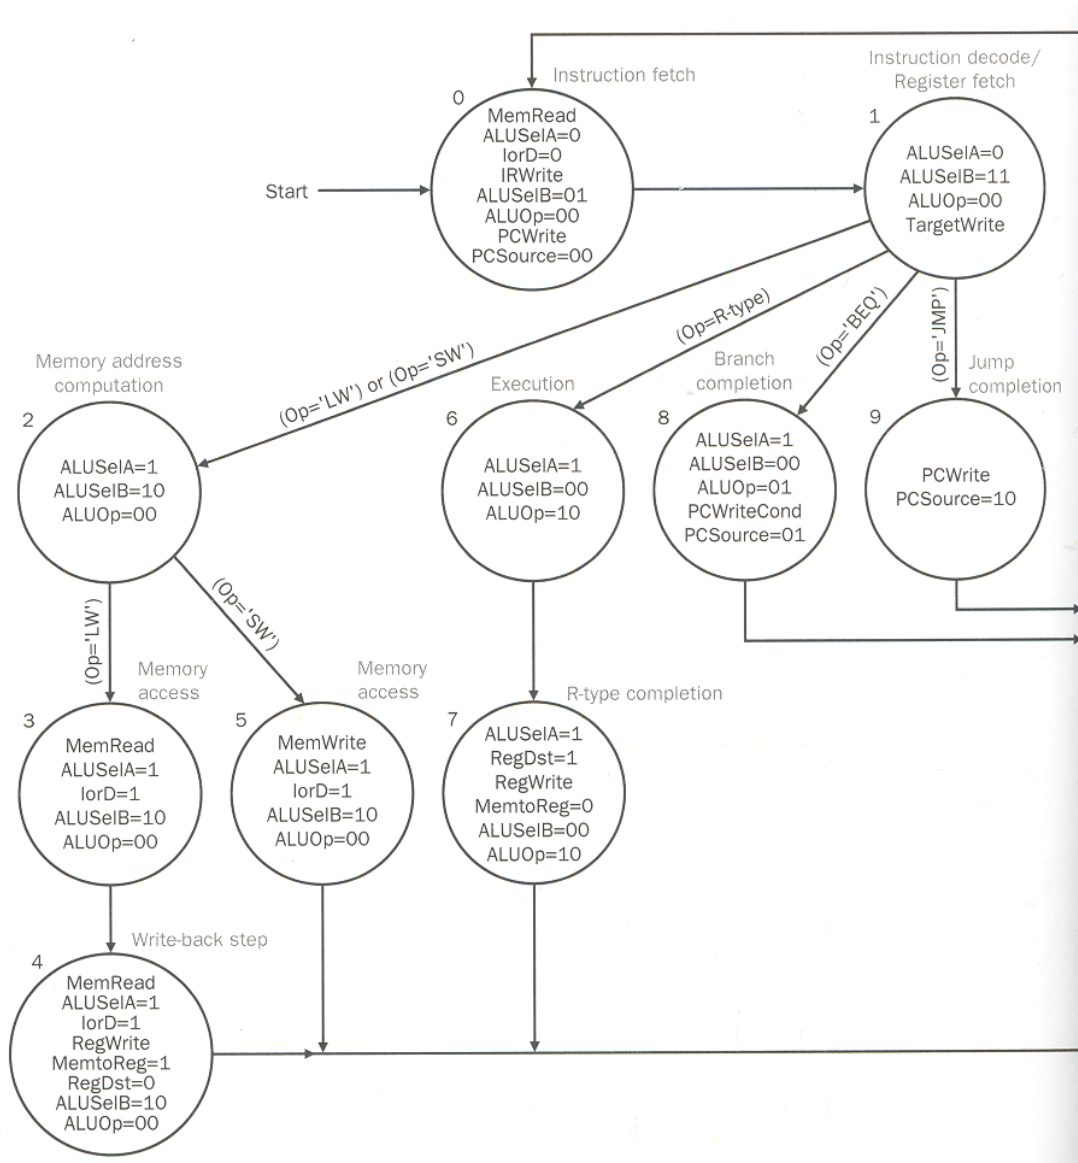 Instruction fetch
0
MemRead
ALUSelA=0
IorD=0
IRWrite
ALUSelB=01
ALUOp=00
PCWrite
PCSource=00
Start
Instruction decode/
Register fetch
1
ALUSelA=0
ALUSelB=11
ALUOp=00
TargetWrite
(Op='LW') or (Op='SW')
(Op=R-type)
(Op='BEQ')
(Op='JMP')
Memory address
computation
2
ALUSelA=1
ALUSelB=10
ALUOp=00
Execution
6
ALUSelA=1
ALUSelB=00
ALUOp=10
Branch
completion
8
ALUSelA=1
ALUSelB=00
ALUOp=01
PCWriteCond
PCSource=01
Jump
completion
9
PCWrite
PCSource=10
(Op='LW')
(Op='SW')
Memory
access
3
MemRead
ALUSelA=1
IorD=1
ALUSelB=10
ALUOp=00
Memory
access
5
MemWrite
ALUSelA=1
IorD=1
ALUSelB=10
ALUOp=00
R-type completion
7
ALUSelA=1
RegDst=1
RegWrite
MemtoReg=0
ALUSelB=00
ALUOp=10
Write-back step
4
MemRead
ALUSelA=1
IorD=1
RegWrite
MemtoReg=1
RegDst=0
ALUSelB=10
ALUOp=00